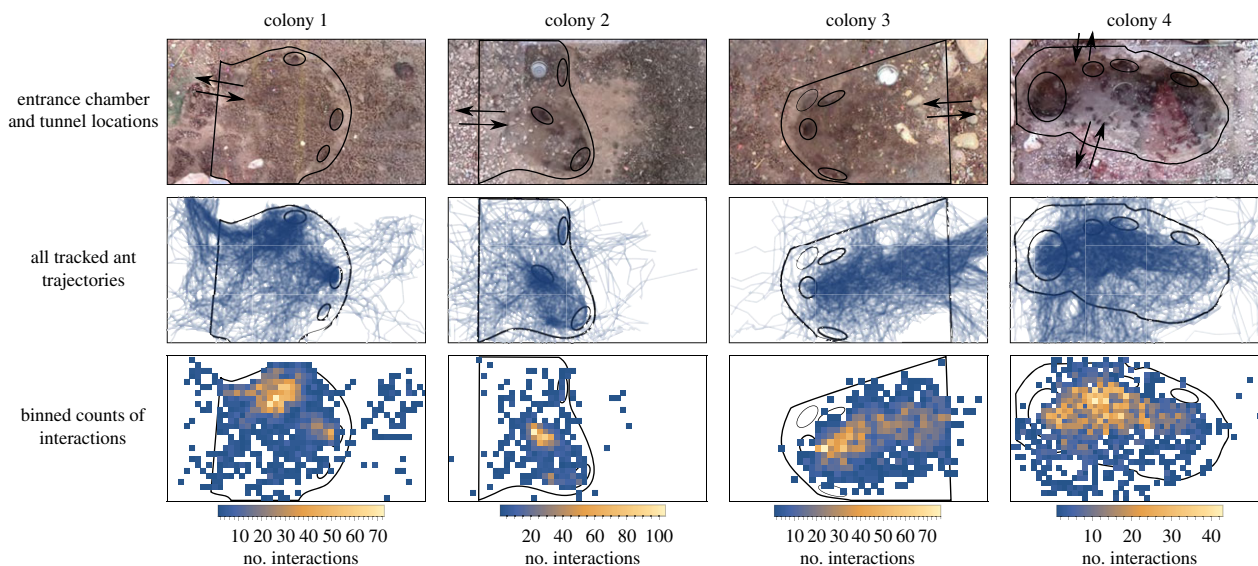 colony 1
colony 2
colony 3
colony 4
entrance chamber
and tunnel locations
all tracked ant
trajectories
binned counts of
interactions
10 20 30 40 50 60 70
no. interactions
20 40 60 80 100
no. interactions
10 20 30 40 50 60 70
no. interactions
10 20 30 40
no. interactions